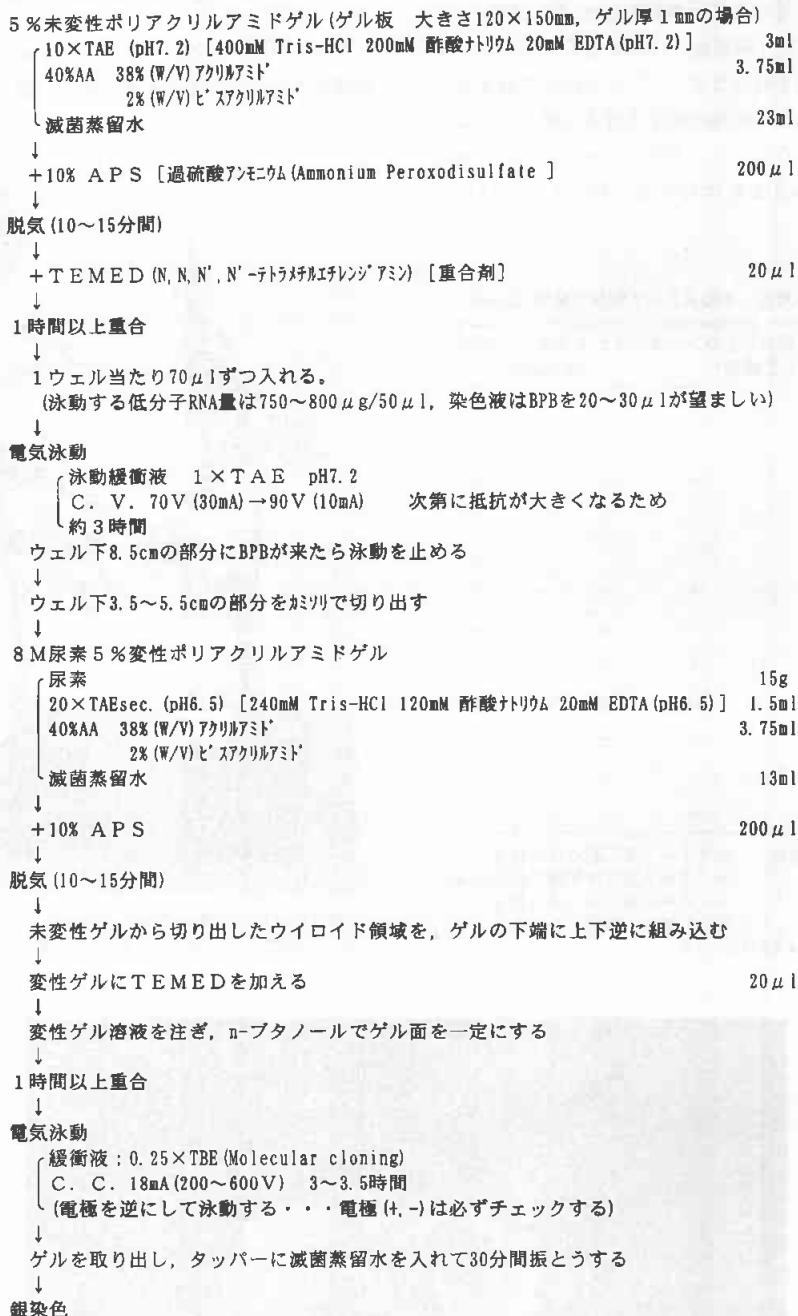 5%未変性ポリアクリルアミドゲル(ゲル板 大きさ120×150mm, ゲル厚1mmの場合)
10×TAE (pH7.2) [400mM Tris-HCl 200mM 酢酸ナトリウム 20mM EDTA(pH7.2)] 3ml
40%AA 38%(W/V)アクリルアミド 3.75ml
2%(W/V)ビスアクリルアミド
滅菌蒸留水 23ml
↓
+10% APS [過硫酸アンモニウム(Ammonium Peroxodisulfate ] 200μl
↓
脱気(10~15分間)
↓
+TEMED(N,N,N',N'-テトラメチルエチレンジアミン) [重合剤] 20μl
↓
1時間以上重合
↓
1ウェル当たり70μlずつ入れる。
(泳動する低分子RNA量は750~800μg/50μl, 染色液はBPBを20~30μlが望ましい)
↓
電気泳動
泳動緩衝液 1×TAE pH7.2
C. V. 70V(30mA)→90V(10mA) 次第に抵抗が大きくなるため
約3時間
ウェル下8.5cmの部分にBPBが来たら泳動を止める
↓
ウェル下3.5~5.5cmの部分をカミソリで切り出す
↓
8M尿素5%変性ポリアクリルアミドゲル
尿素 15g
20×TAEsec.(pH6.5) [240mM Tris-HCl 120mM 酢酸ナトリウム 20mM EDTA(pH6.5)] 1.5ml
40%AA 38%(W/V)アクリルアミド 3.75ml
2%(W/V)ビスアクリルアミド
滅菌蒸留水 13ml
↓
+10% APS 200μl
↓
脱気(10~15分間)
↓
未変性ゲルから切り出したウイロイド領域を, ゲルの下端に上下逆に組み込む
↓
変性ゲルにTEMEDを加える 20μl
↓
変性ゲル溶液を注ぎ, n-ブタノールでゲル面を一定にする
↓
1時間以上重合
↓
電気泳動
緩衝液:0.25×TBE(Molecular cloning)
C. C. 18mA(200~600V) 3~3.5時間
(電極を逆にして泳動する・・・電極(+,-)は必ずチェックする)
↓
ゲルを取り出し, タッパーに滅菌蒸留水を入れて30分間振とうする
↓
銀染色